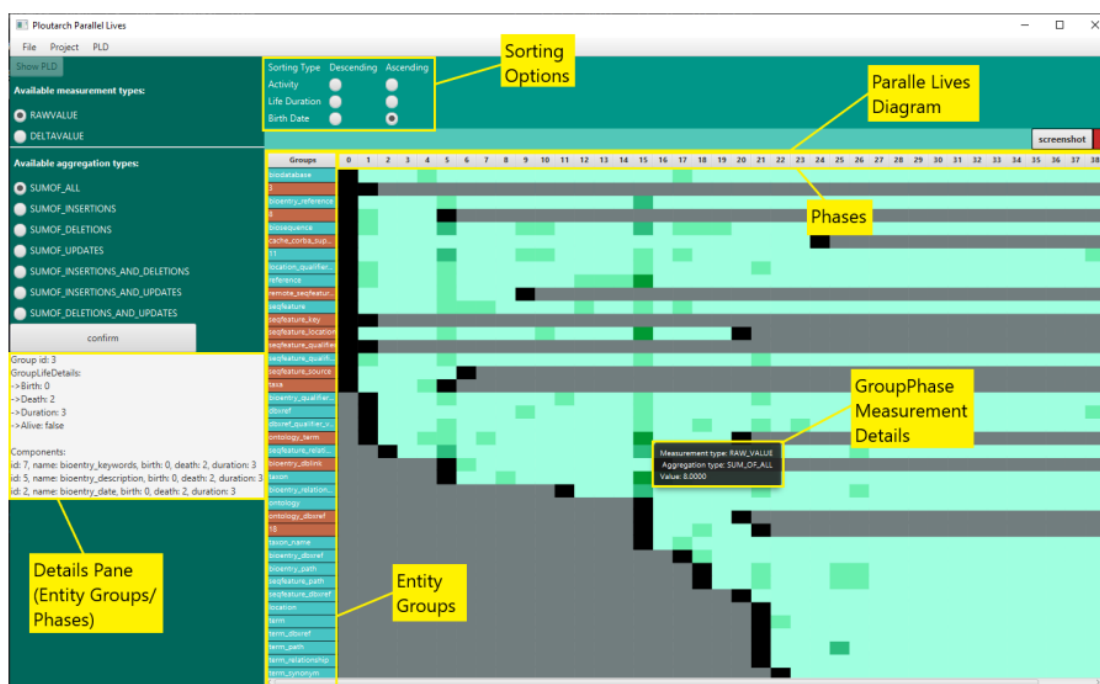 Ploutarch Parallel Lives
File Project PLD
Show PLD
Available measurement types:
RAWVALUE
DELTAVALUE
Available aggregation types:
SUMOF_ALL
SUMOF_INSERTIONS
SUMOF_DELETIONS
SUMOF_UPDATES
SUMOF_INSERTIONS_AND_DELETIONS
SUMOF_INSERTIONS_AND_UPDATES
SUMOF_DELETIONS_AND_UPDATES
confirm
Group id: 3
GroupLifeDetails:
->Birth: 0
->Death: 2
->Duration: 3
->Alive: false
Components:
id: 7, name: bioentry_keywords, birth: 0, death: 2, duration: 3
id: 5, name: bioentry_description, birth: 0, death: 2, duration: 3
id: 2, name: bioentry_date, birth: 0, death: 2, duration: 3
Details Pane
(Entity Groups/
Phases)
Sorting Type Descending Ascending
Activity
Life Duration
Birth Date
Sorting
Options
Paralle Lives
Diagram
screenshot
Groups 0 1 2 3 4 5 6 7 8 9 10 11 12 13 14 15 16 17 18 19 20 21 22 23 24 25 26 27 28 29 30 31 32 33 34 35 36 37 38
Phases
biodatabase
3
bioentry_reference
8
biosequence
cache_corba_sup...
11
location_qualifier...
reference
remote_seqfeatur...
seqfeature
seqfeature_key
seqfeature_location
seqfeature_qualifier
seqfeature_qualifi...
seqfeature_source
taxa
bioentry_qualifier...
dbxref
dbxref_qualifier_v...
ontology_term
seqfeature_relati...
bioentry_dblink
taxon
bioentry_relation...
ontology
ontology_dbxref
18
taxon_name
bioentry_dbxref
bioentry_path
seqfeature_path
seqfeature_dbxref
location
term
term_dbxref
term_path
term_relationship
term_synonym
GroupPhase
Measurement
Details
Measurement type: RAW_VALUE
Aggregation type: SUM_OF_ALL
Value: 8.0000
Entity
Groups